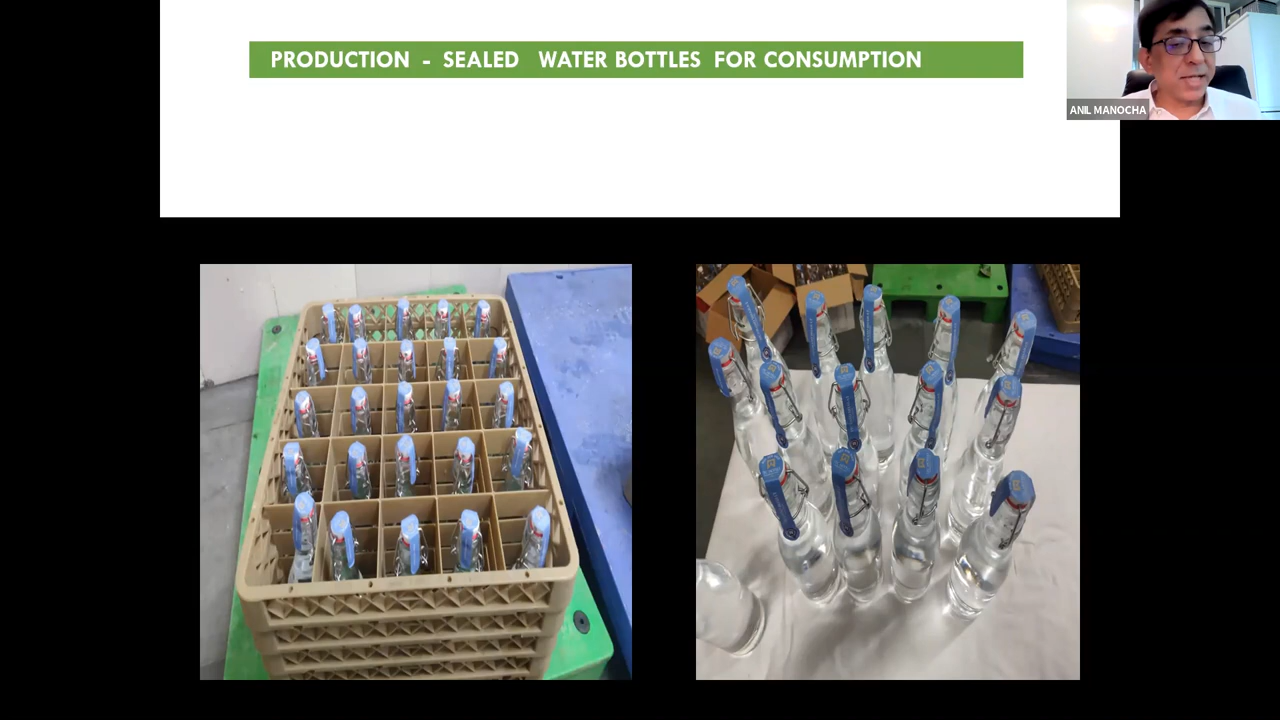 PRODUCTION - SEALED WATER BOTTLES FOR CONSUMPTION
ANIL MANOCHA